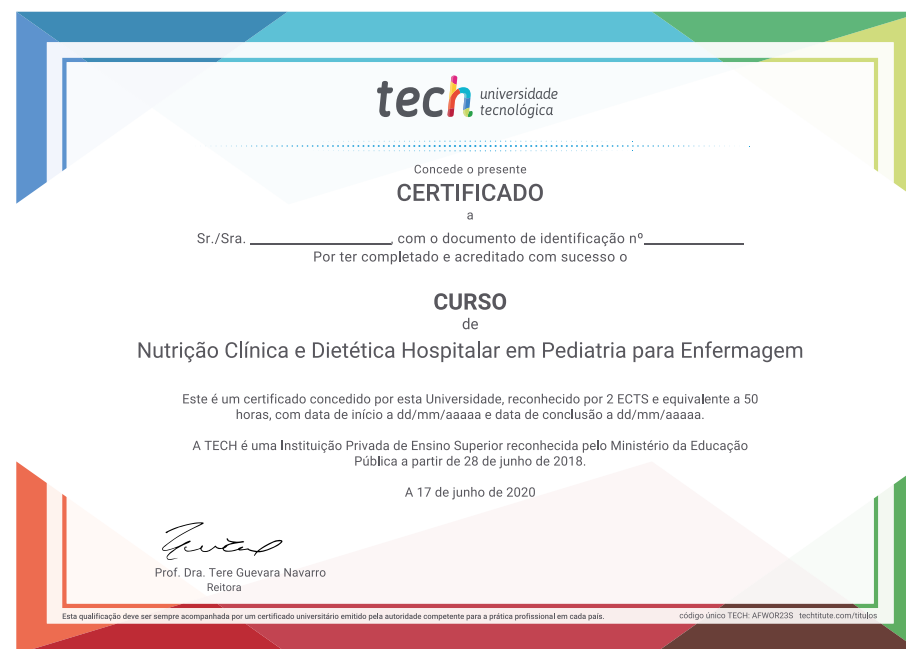 tech universidade
tecnológica
Concede o presente
CERTIFICADO
a
Sr./Sra. ________________, com o documento de identificação nº____________
Por ter completado e acreditado com sucesso o
CURSO
de
Nutrição Clínica e Dietética Hospitalar em Pediatria para Enfermagem
Este é um certificado concedido por esta Universidade, reconhecido por 2 ECTS e equivalente a 50
horas, com data de início a dd/mm/aaaaa e data de conclusão a dd/mm/aaaaa.
A TECH é uma Instituição Privada de Ensino Superior reconhecida pelo Ministério da Educação
Pública a partir de 28 de junho de 2018.
A 17 de junho de 2020
Prof. Dra. Tere Guevara Navarro
Reitora
Esta qualificação deve ser sempre acompanhada por um certificado universitário emitido pela autoridade competente para a prática profissional em cada país.
código único TECH: AFWOR23S techtitute.com/titulos